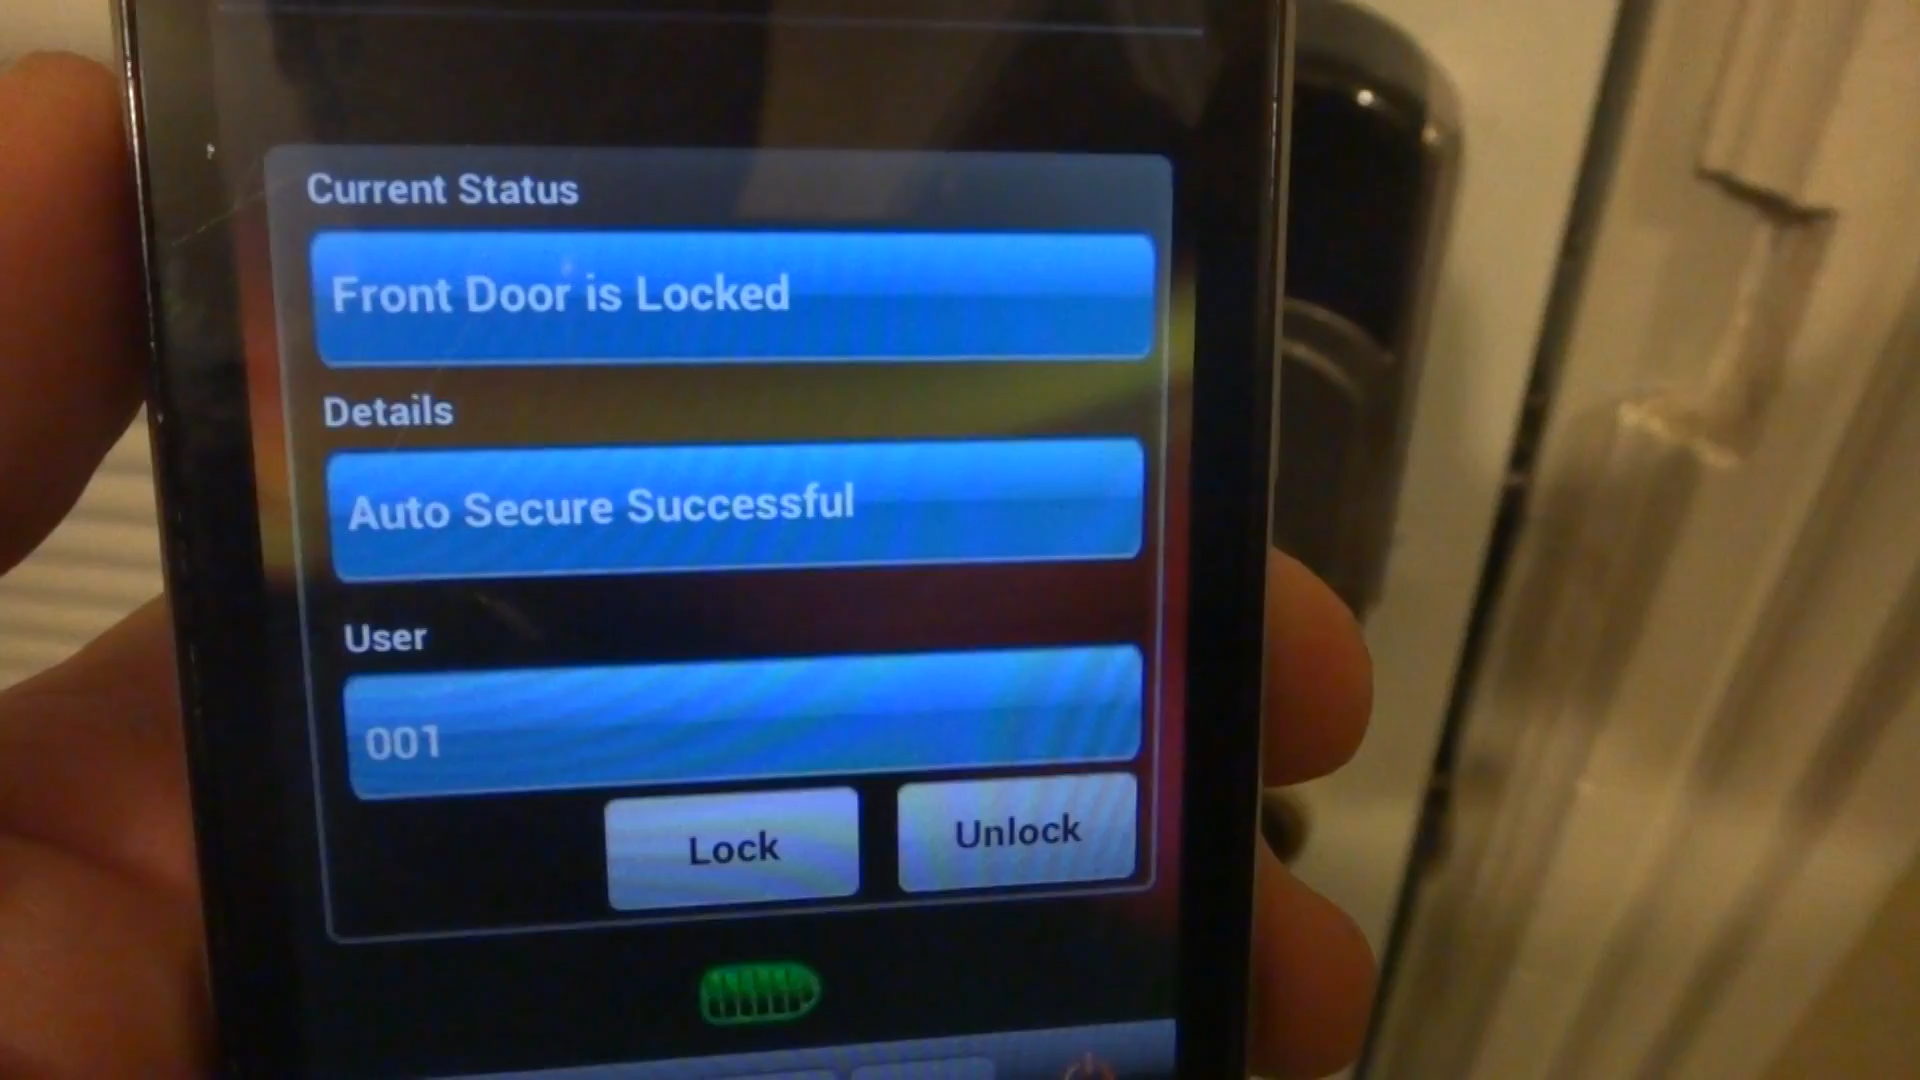 Current Status
Front Door is Locked
Details
Auto Secure Successful
User
001
Lock
Unlock